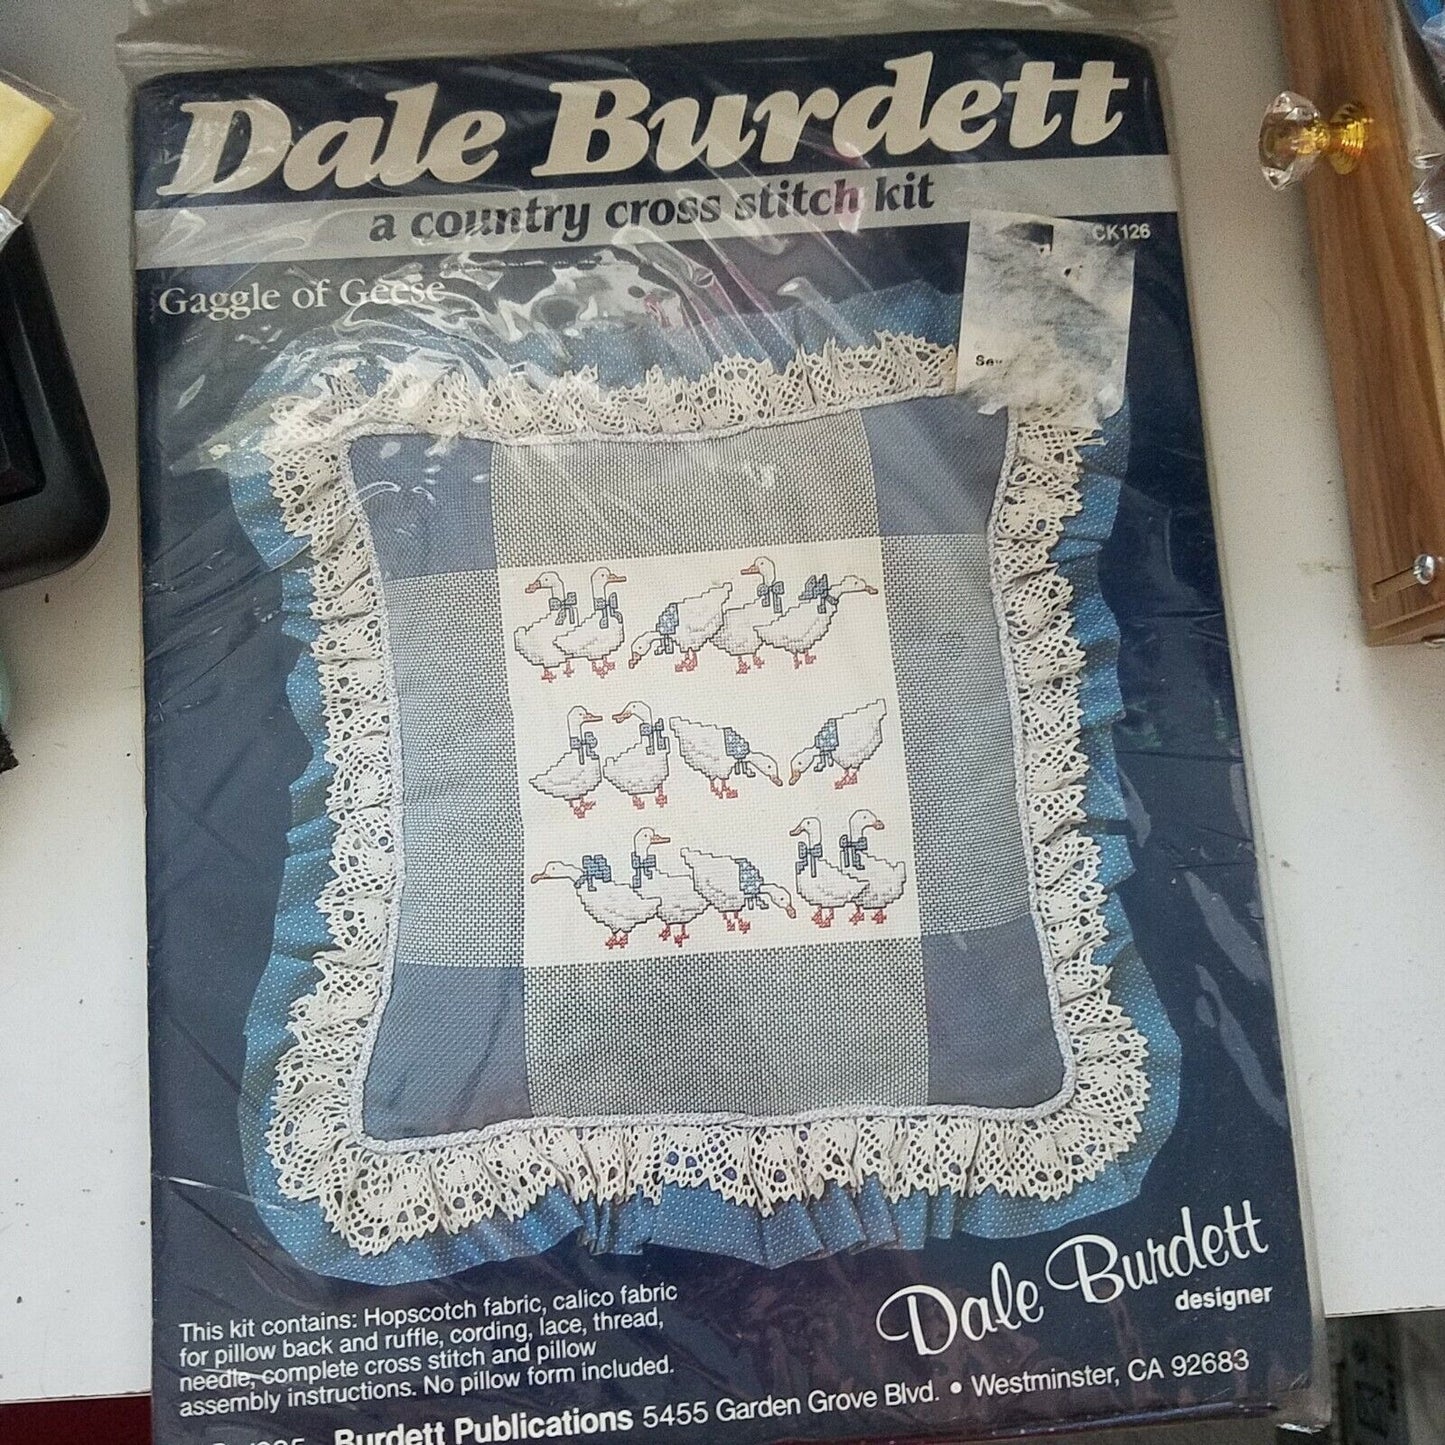 Dale Burdett
a country cross stitch kit
CK126
Gaggle of Geese
This kit contains: Hopscotch fabric, calico fabric
for pillow back and ruffle, cording, lace, thread,
needle, complete cross stitch and pillow
assembly instructions. No pillow form included.
Dale Burdett
designer
Burdett Publications 5455 Garden Grove Blvd. • Westminster, CA 92683